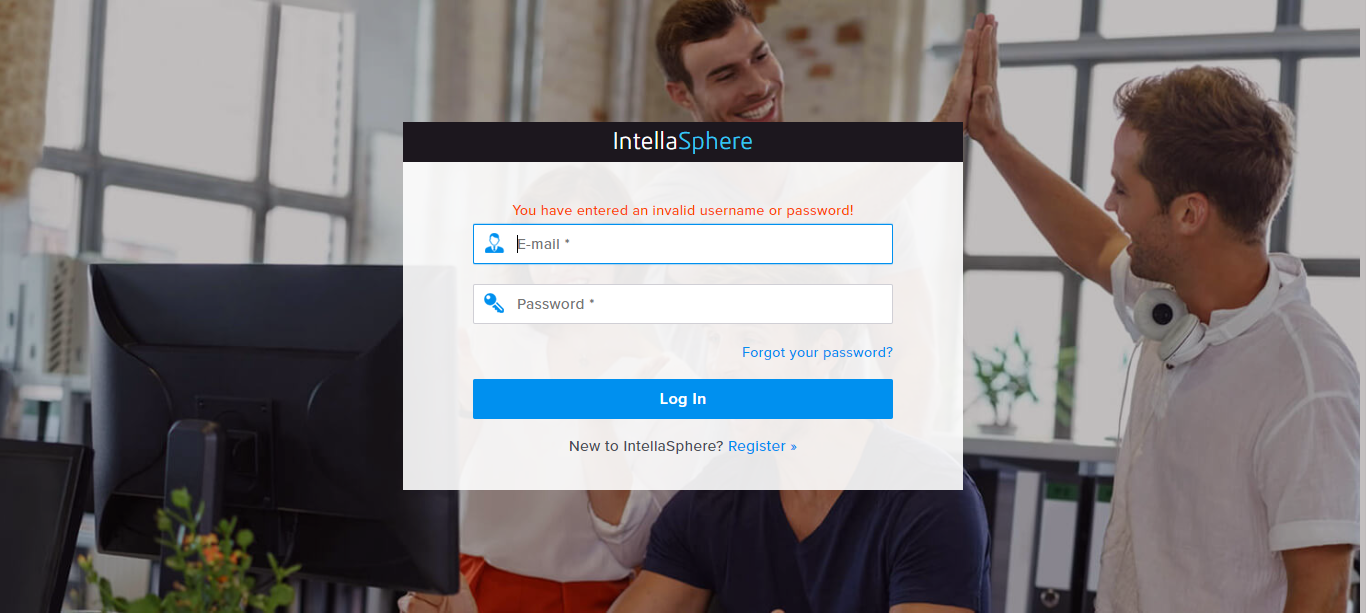 IntellaSphere
You have entered an invalid username or password!
E-mail *
Password *
Forgot your password?
Log In
New to IntellaSphere? Register »